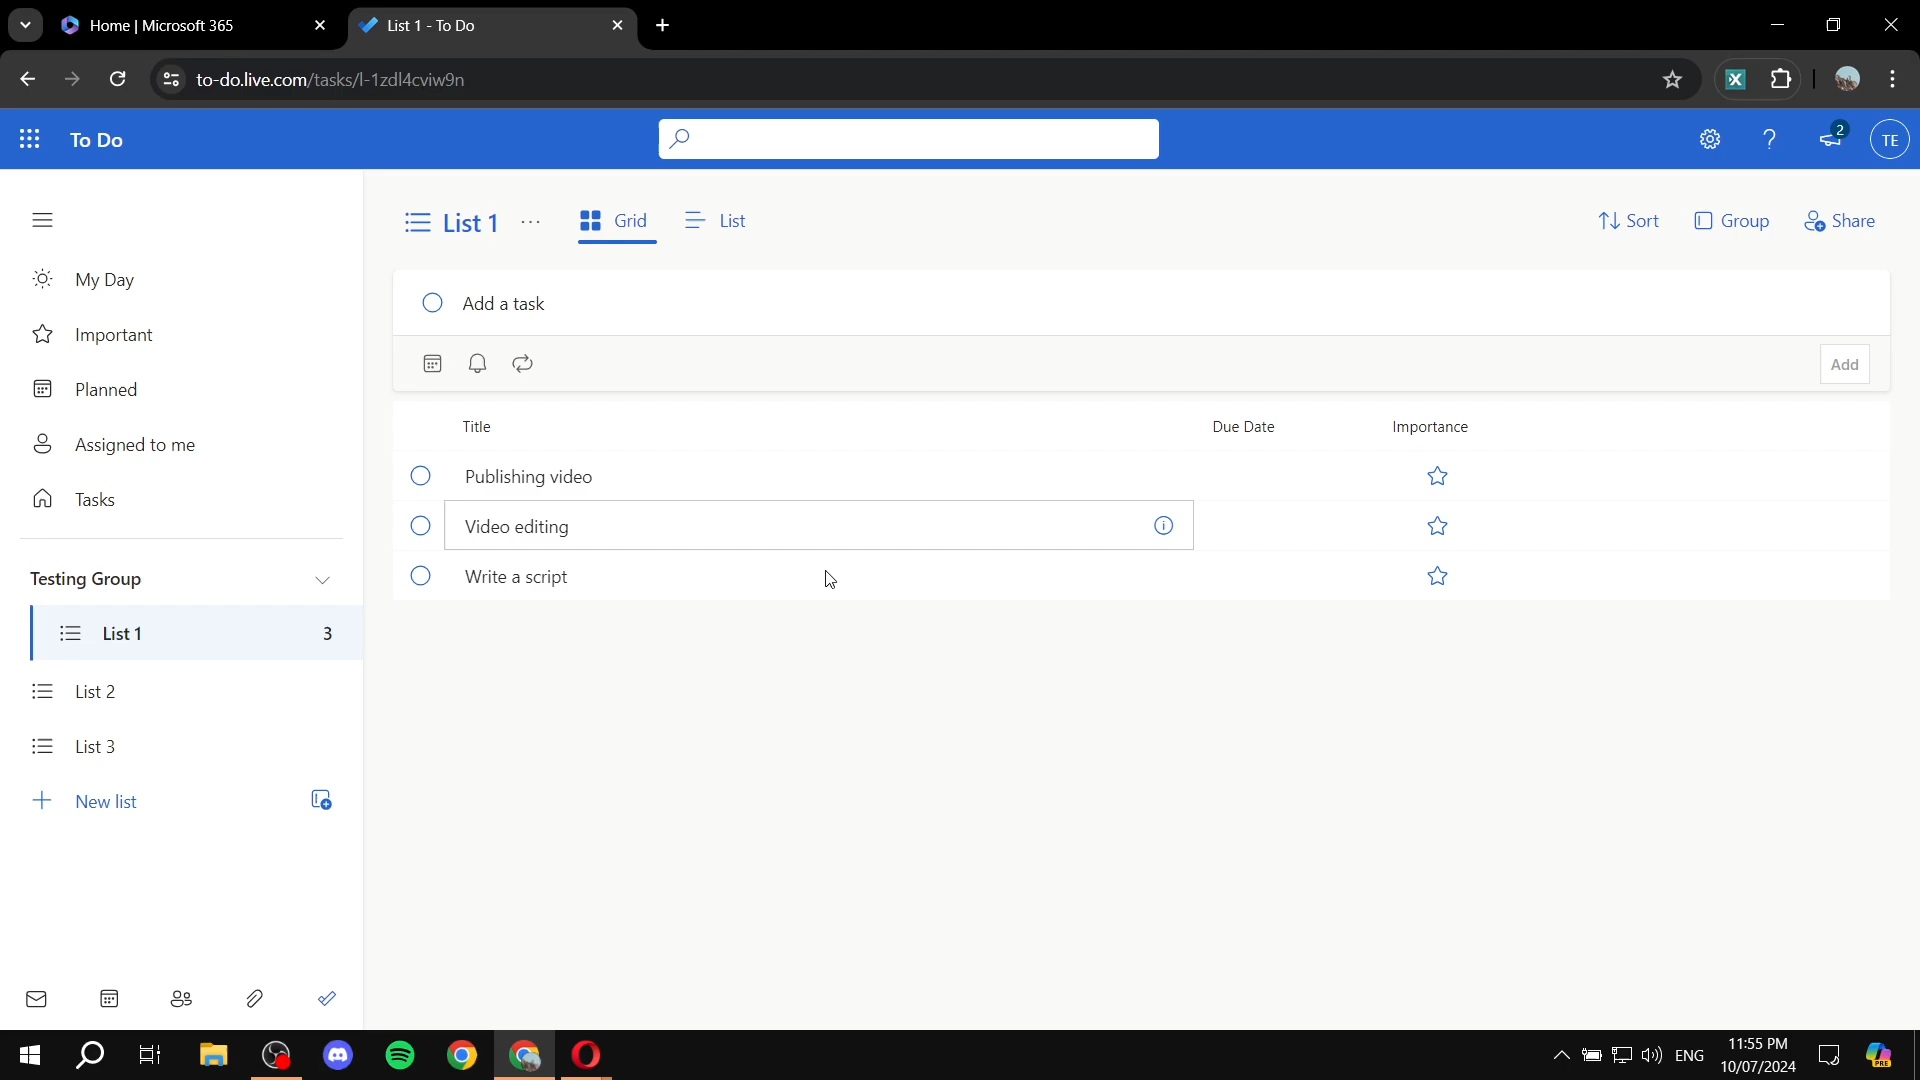 Home | Microsoft 365
List 1 - To Do
to-do.live.com/tasks/l-1zdl4cviw9n
To Do
2
TE
List 1
Grid
List
Sort
Group
Share
My Day
Important
Planned
Assigned to me
Tasks
Testing Group
List 1
3
List 2
List 3
New list
Add a task
Add
Title
Due Date
Importance
Publishing video
Video editing
Write a script
ENG
11:55 PM
10/07/2024
PRE